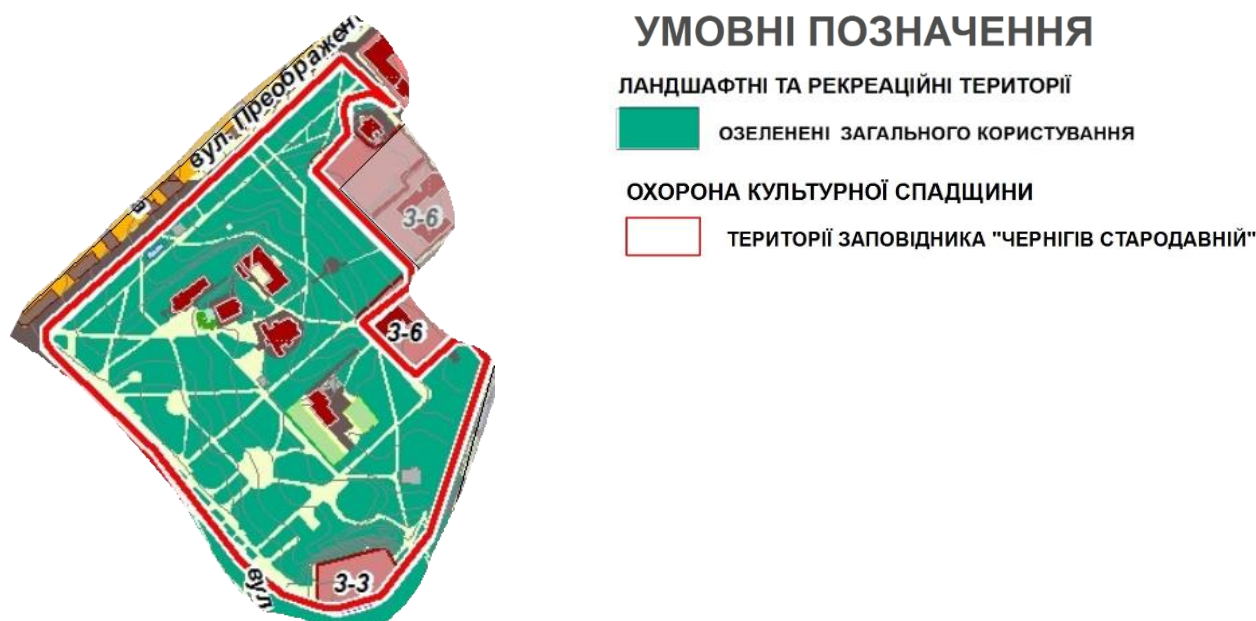 вул. Преображен
3-6
3-6
3-3
вул
УМОВНІ ПОЗНАЧЕННЯ
ЛАНДШАФТНІ ТА РЕКРЕАЦІЙНІ ТЕРИТОРІЇ
ОЗЕЛЕНЕНІ ЗАГАЛЬНОГО КОРИСТУВАННЯ
ОХОРОНА КУЛЬТУРНОЇ СПАДЩИНИ
ТЕРИТОРІЇ ЗАПОВІДНИКА "ЧЕРНІГІВ СТАРОДАВНІЙ"